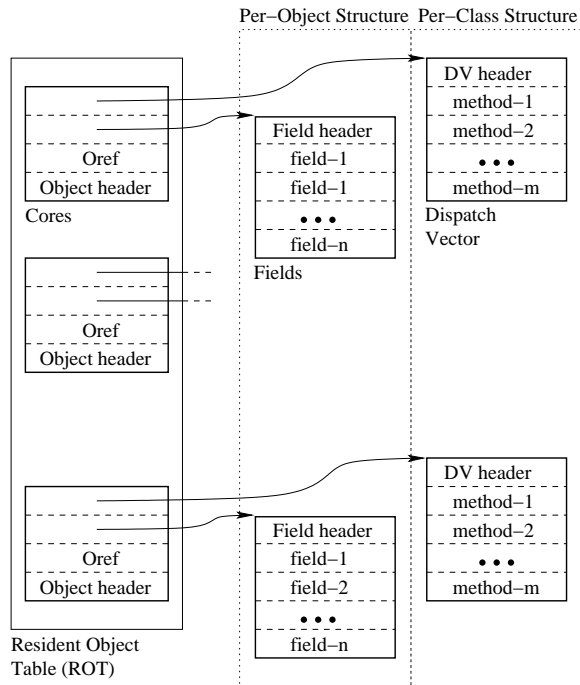 Per–Object Structure
Per–Class Structure
Oref
Object header
Cores
Field header
field–1
field–1
•••
field–n
Fields
DV header
method–1
method–2
•••
method–m
Dispatch
Vector
Oref
Object header
Oref
Object header
Resident Object
Table (ROT)
Field header
field–1
field–2
•••
field–n
DV header
method–1
method–2
•••
method–m